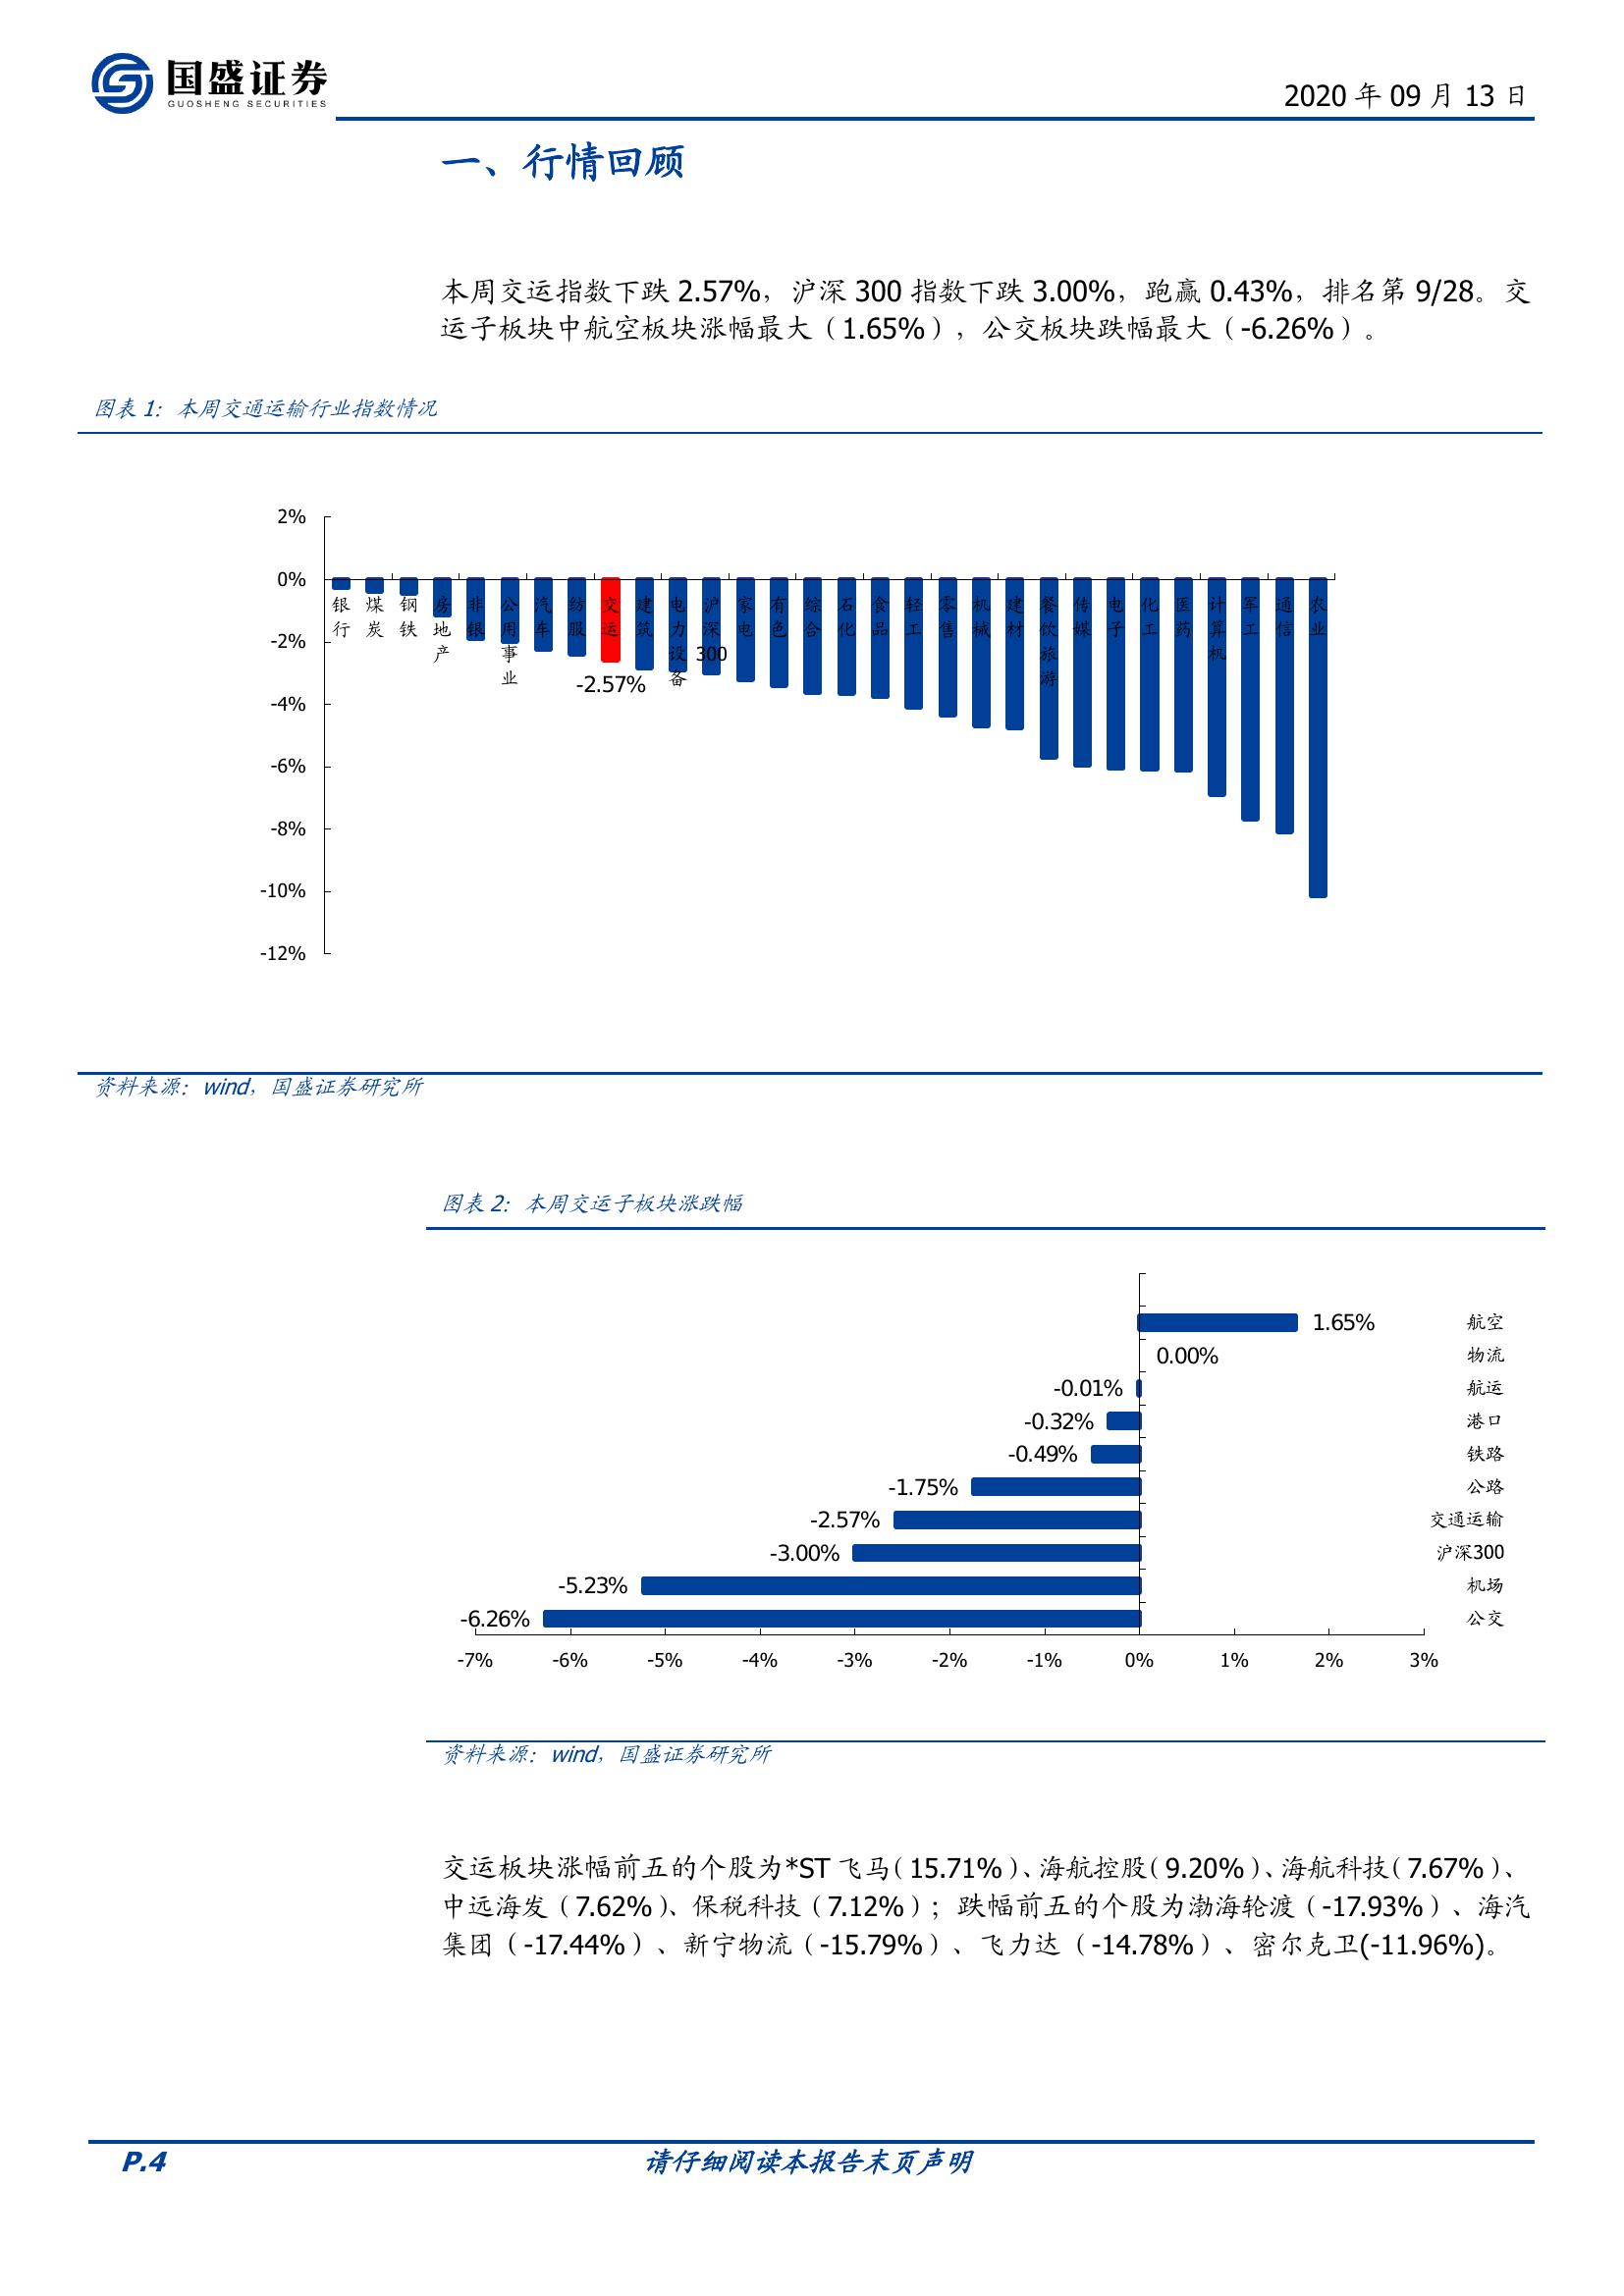 国盛证券
GUOSHENG SECURITIES
2020 年 09 月 13 日
一、行情回顾
本周交运指数下跌 2.57%，沪深 300 指数下跌 3.00%，跑赢 0.43%，排名第 9/28。交
运子板块中航空板块涨幅最大（1.65%），公交板块跌幅最大（-6.26%）。
图表 1：本周交通运输行业指数情况
2%
0%
-2%
-4%
-6%
-8%
-10%
-12%
银行
煤炭
钢铁
房地产
非银
公用事业
汽车
纺服
交运
建筑
电力设备
沪深300
家电
有色
综合
石化
食品
轻工
零售
机械
建材
餐饮旅游
传媒
电子
化工
医药
计算机
军工
通信
农业
-2.57%
资料来源：wind，国盛证券研究所
图表 2：本周交运子板块涨跌幅
1.65% 航空
0.00% 物流
-0.01% 航运
-0.32% 港口
-0.49% 铁路
-1.75% 公路
-2.57% 交通运输
-3.00% 沪深300
-5.23% 机场
-6.26% 公交
-7% -6% -5% -4% -3% -2% -1% 0% 1% 2% 3%
资料来源：wind，国盛证券研究所
交运板块涨幅前五的个股为*ST 飞马（15.71%）、海航控股（9.20%）、海航科技（7.67%）、
中远海发（7.62%）、保税科技（7.12%）；跌幅前五的个股为渤海轮渡（-17.93%）、海汽
集团（-17.44%）、新宁物流（-15.79%）、飞力达（-14.78%）、密尔克卫(-11.96%)。
P.4 请仔细阅读本报告末页声明